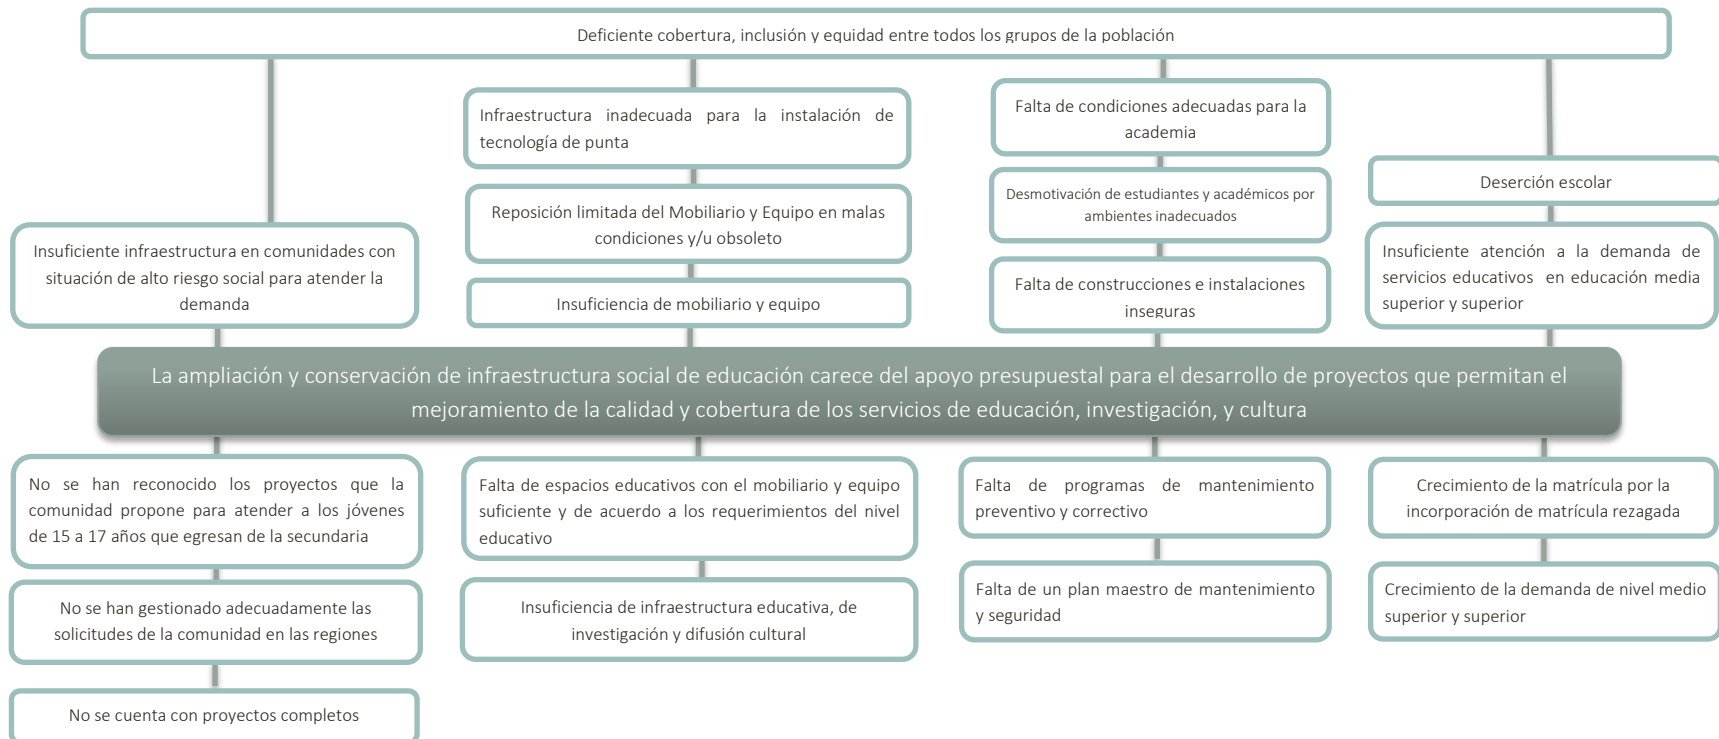 Deficiente cobertura, inclusión y equidad entre todos los grupos de la población
Insuficiente infraestructura en comunidades con
situación de alto riesgo social para atender la
demanda
Infraestructura inadecuada para la instalación de
tecnología de punta
Reposición limitada del Mobiliario y Equipo en malas
condiciones y/u obsoleto
Insuficiencia de mobiliario y equipo
Falta de condiciones adecuadas para la
academia
Desmotivación de estudiantes y académicos por
ambientes inadecuados
Falta de construcciones e instalaciones
inseguras
Deserción escolar
Insuficiente atención a la demanda de
servicios educativos en educación media
superior y superior
La ampliación y conservación de infraestructura social de educación carece del apoyo presupuestal para el desarrollo de proyectos que permitan el
mejoramiento de la calidad y cobertura de los servicios de educación, investigación, y cultura
No se han reconocido los proyectos que la
comunidad propone para atender a los jóvenes
de 15 a 17 años que egresan de la secundaria
No se han gestionado adecuadamente las
solicitudes de la comunidad en las regiones
No se cuenta con proyectos completos
Falta de espacios educativos con el mobiliario y equipo
suficiente y de acuerdo a los requerimientos del nivel
educativo
Insuficiencia de infraestructura educativa, de
investigación y difusión cultural
Falta de programas de mantenimiento
preventivo y correctivo
Falta de un plan maestro de mantenimiento
y seguridad
Crecimiento de la matrícula por la
incorporación de matrícula rezagada
Crecimiento de la demanda de nivel medio
superior y superior